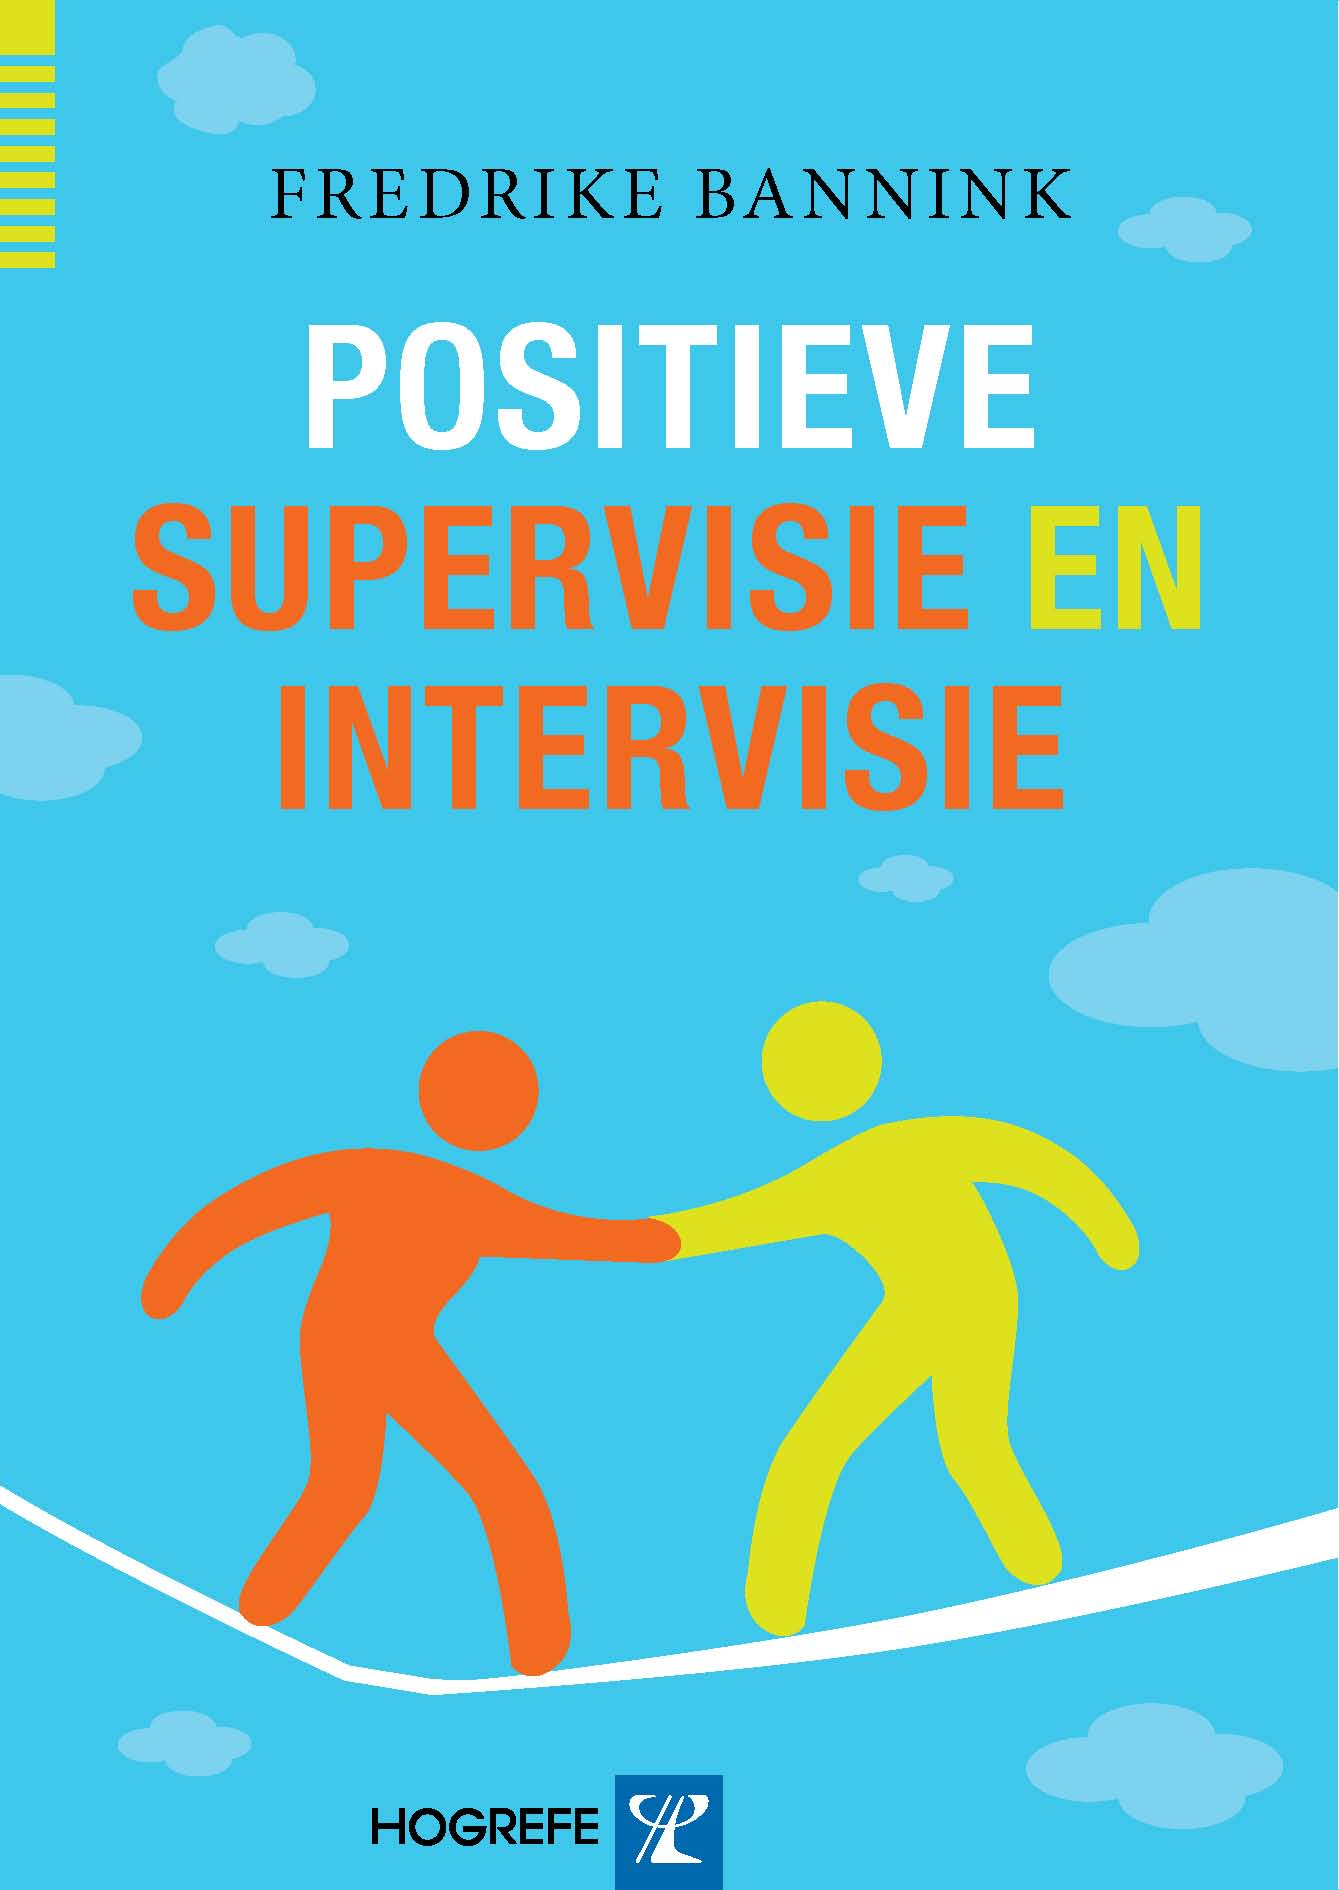 FREDRIKE BANNINK
POSITIEVE
SUPERVISIE EN
INTERVISIE
HOGREFE